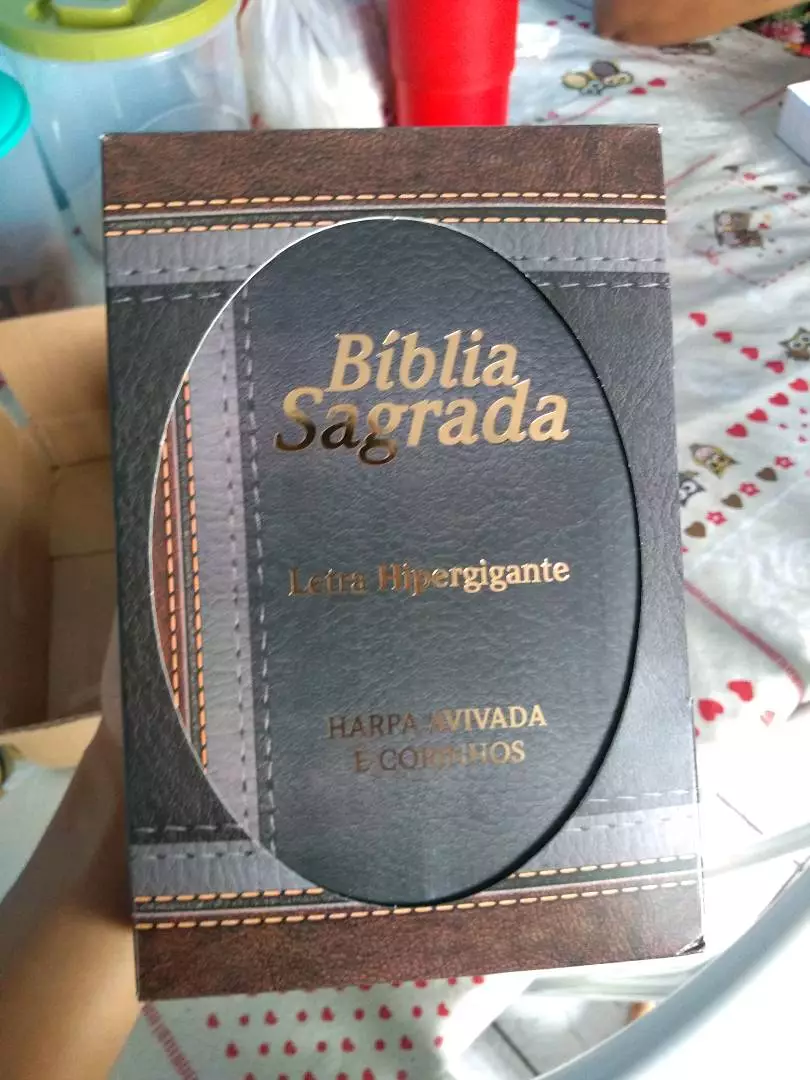 Bíblia
Sagrada
Letra Hipergigante
HARPA AVIVADA
E CORINHOS